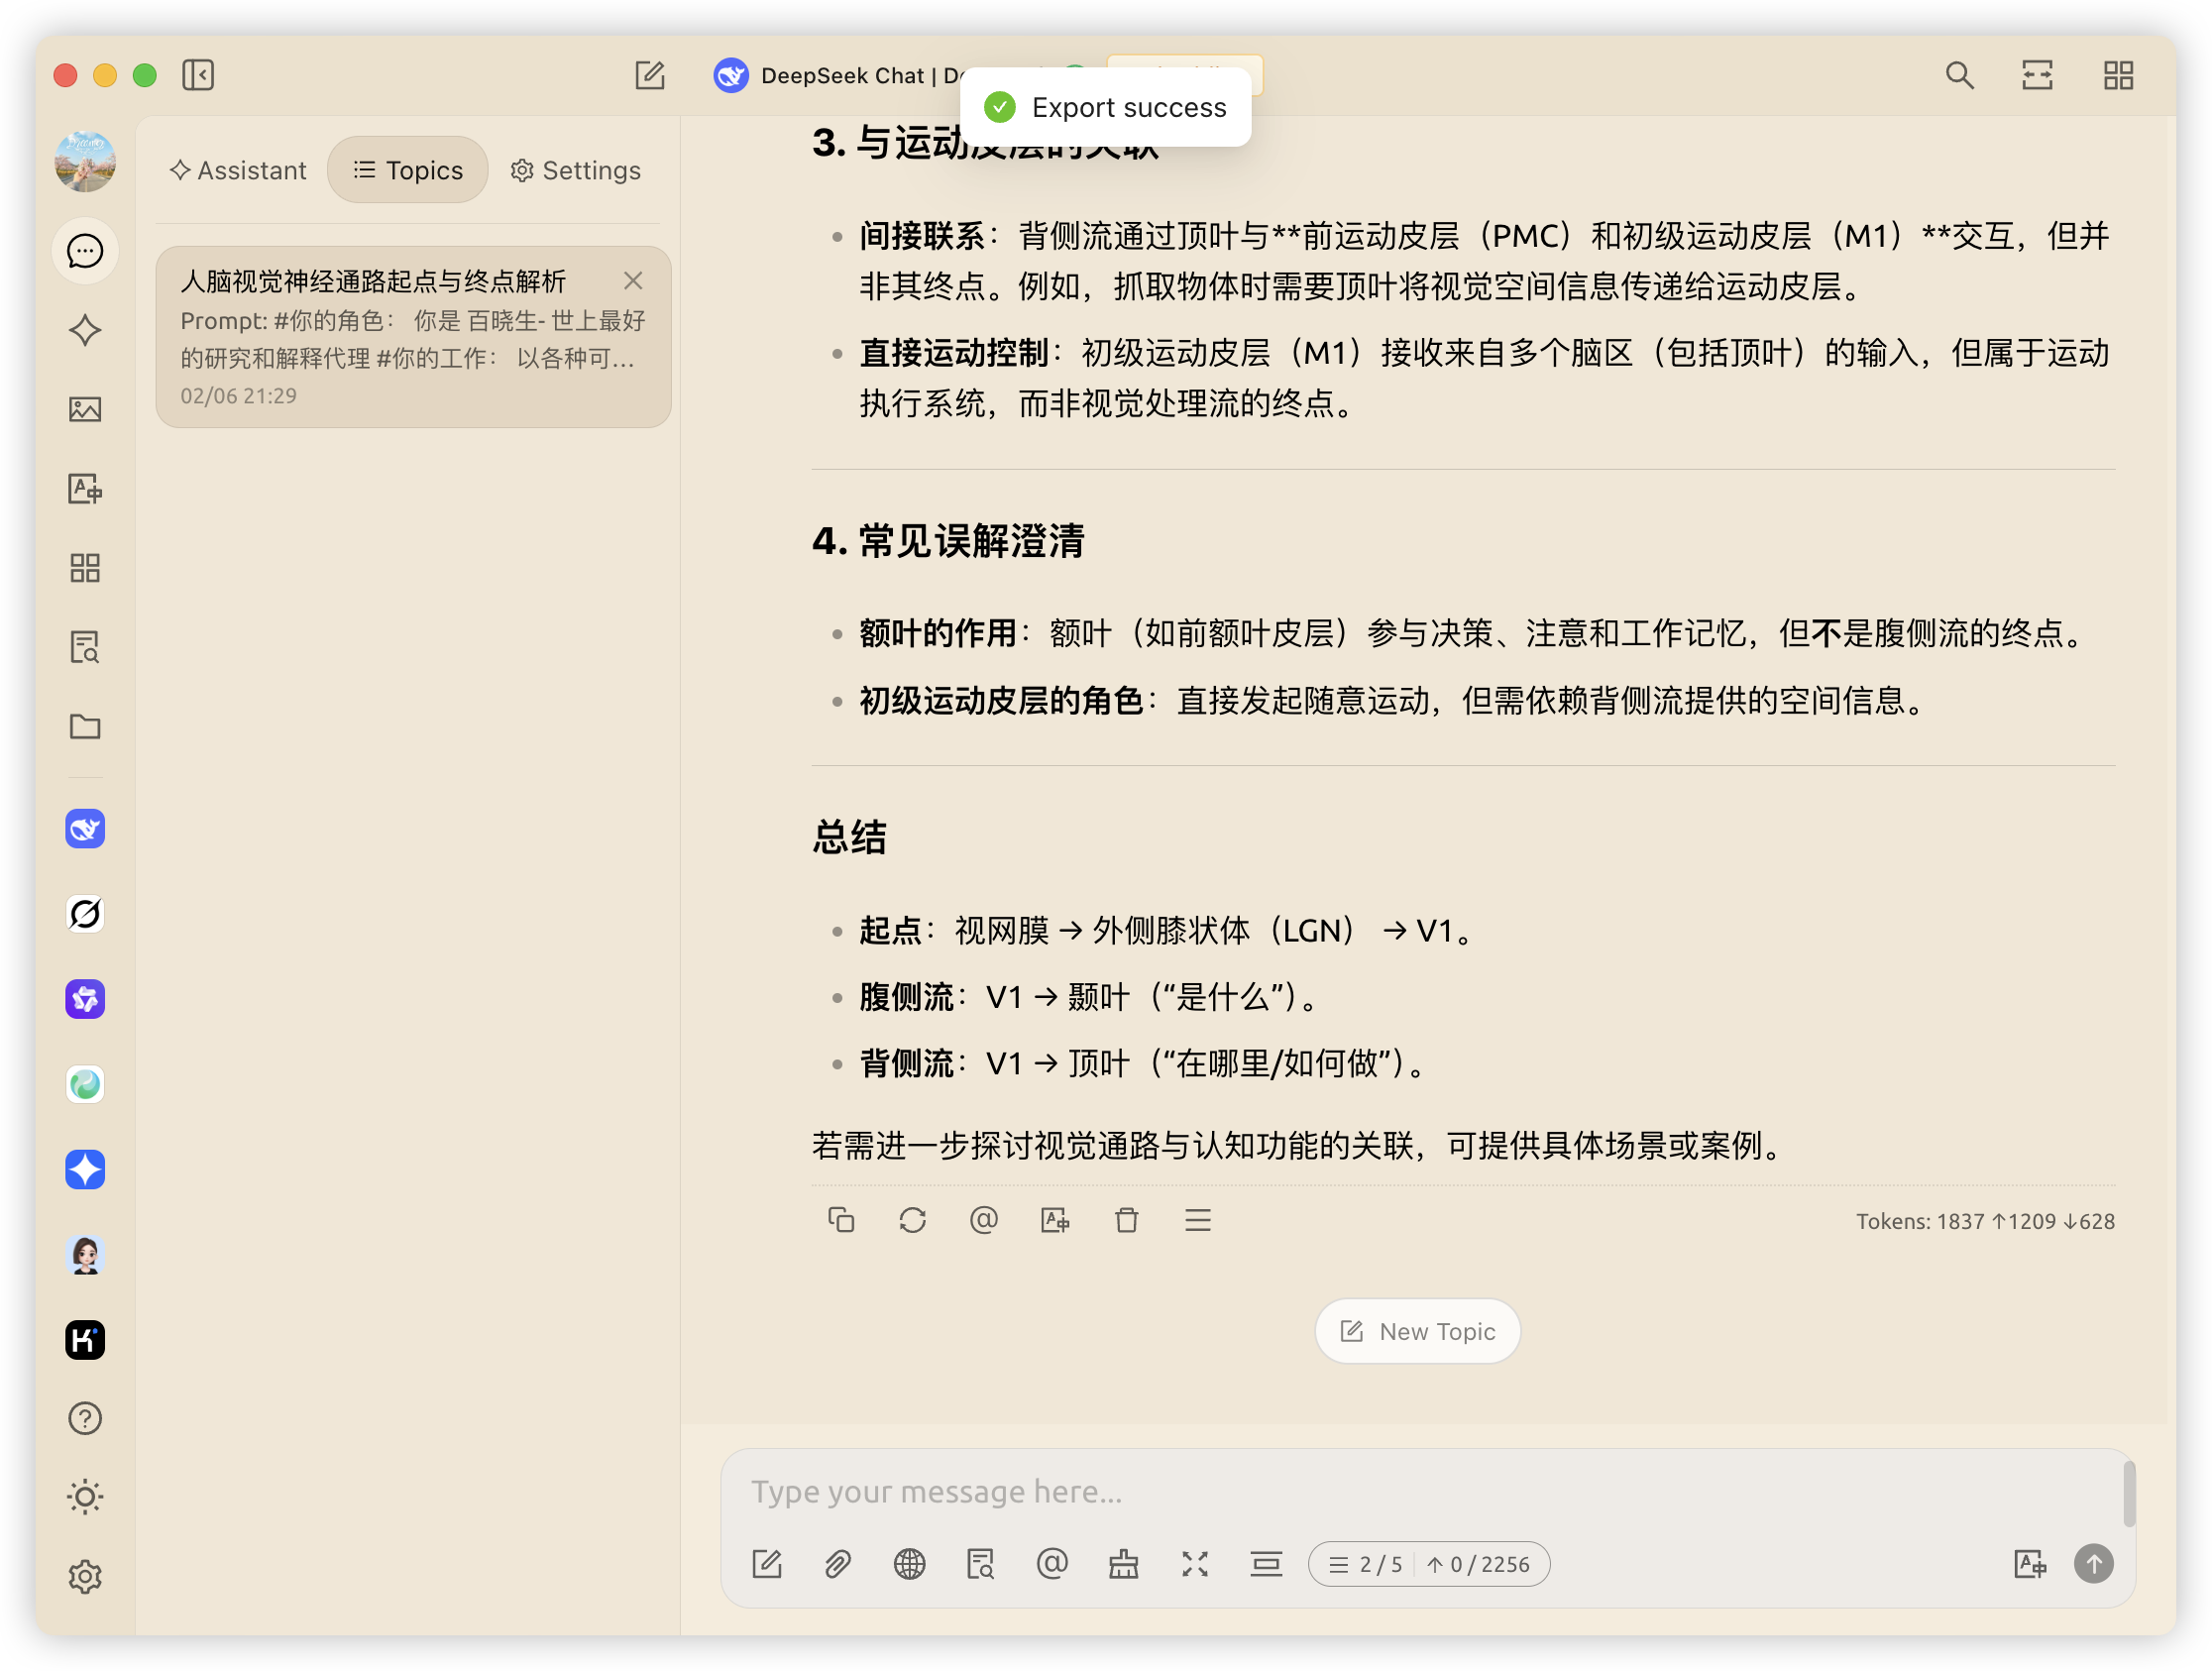 DeepSeek Chat |
Export success
Assistant
Topics
Settings
人脑视觉神经通路起点与终点解析
Prompt: #你的角色： 你是 百晓生- 世上最好
的研究和解释代理 #你的工作： 以各种可...
02/06 21:29
3. 与运动皮层的关联
间接联系：背侧流通过顶叶与**前运动皮层（PMC）和初级运动皮层（M1）**交互，但并
非其终点。例如，抓取物体时需要顶叶将视觉空间信息传递给运动皮层。
直接运动控制：初级运动皮层（M1）接收来自多个脑区（包括顶叶）的输入，但属于运动
执行系统，而非视觉处理流的终点。
4. 常见误解澄清
额叶的作用：额叶（如前额叶皮层）参与决策、注意和工作记忆，但不是腹侧流的终点。
初级运动皮层的角色：直接发起随意运动，但需依赖背侧流提供的空间信息。
总结
起点：视网膜 → 外侧膝状体（LGN） → V1。
腹侧流：V1 → 颞叶（“是什么”）。
背侧流：V1 → 顶叶（“在哪里/如何做”）。
若需进一步探讨视觉通路与认知功能的关联，可提供具体场景或案例。
Tokens: 1837 ↑1209 ↓628
New Topic
Type your message here...
2 / 5 ↑ 0 / 2256